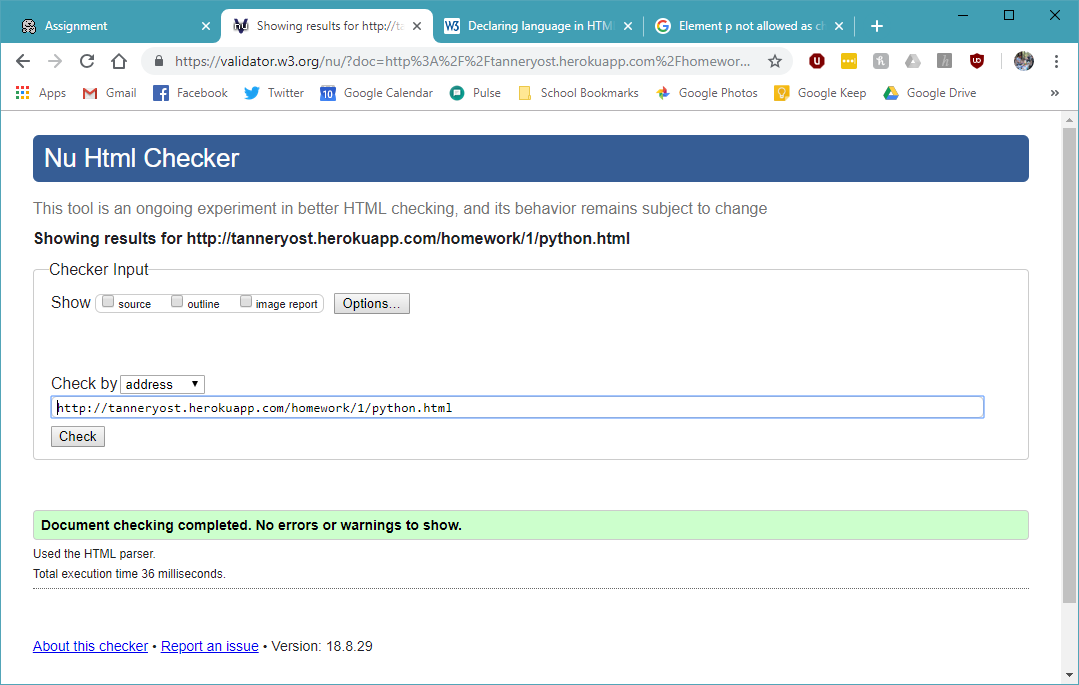 Assignment
Showing results for http://ta
W3 Declaring language in HTM
G Element p not allowed as c
https://validator.w3.org/nu/?doc=http%3A%2F%2Ftanneryost.herokuapp.com%2Fhomewor...
Apps Gmail Facebook Twitter 10 Google Calendar Pulse School Bookmarks Google Photos Google Keep Google Drive »
Nu Html Checker
This tool is an ongoing experiment in better HTML checking, and its behavior remains subject to change
Showing results for http://tanneryost.herokuapp.com/homework/1/python.html
Checker Input
Show source outline image report Options...
Check by address
http://tanneryost.herokuapp.com/homework/1/python.html
Check
Document checking completed. No errors or warnings to show.
Used the HTML parser.
Total execution time 36 milliseconds.
About this checker • Report an issue • Version: 18.8.29